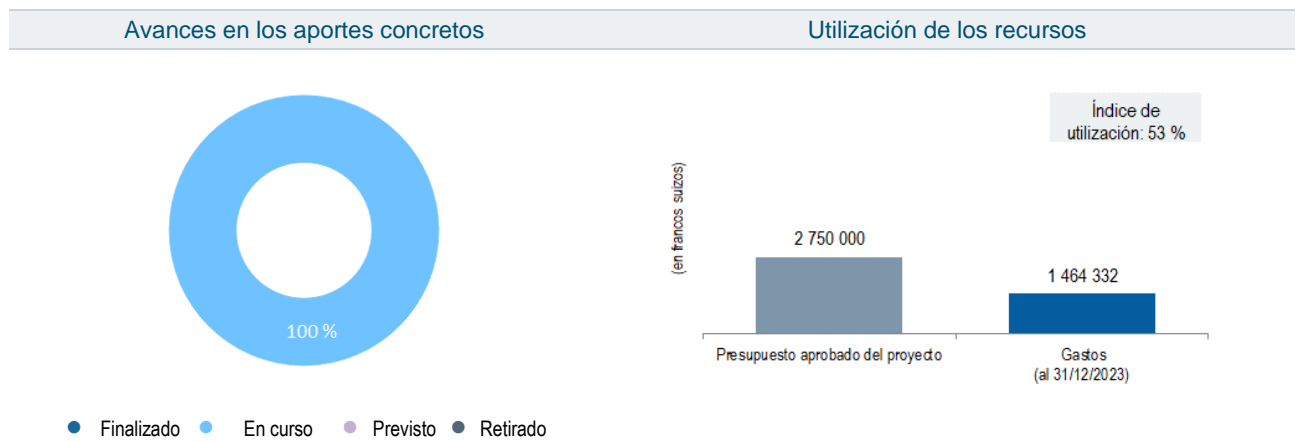 Avances en los aportes concretos
Utilización de los recursos
100 %
Finalizado
En curso
Previsto
Retirado
Índice de
utilización: 53 %
(en francos suizos)
2 750 000
1 464 332
Presupuesto aprobado del proyecto
Gastos
(al 31/12/2023)